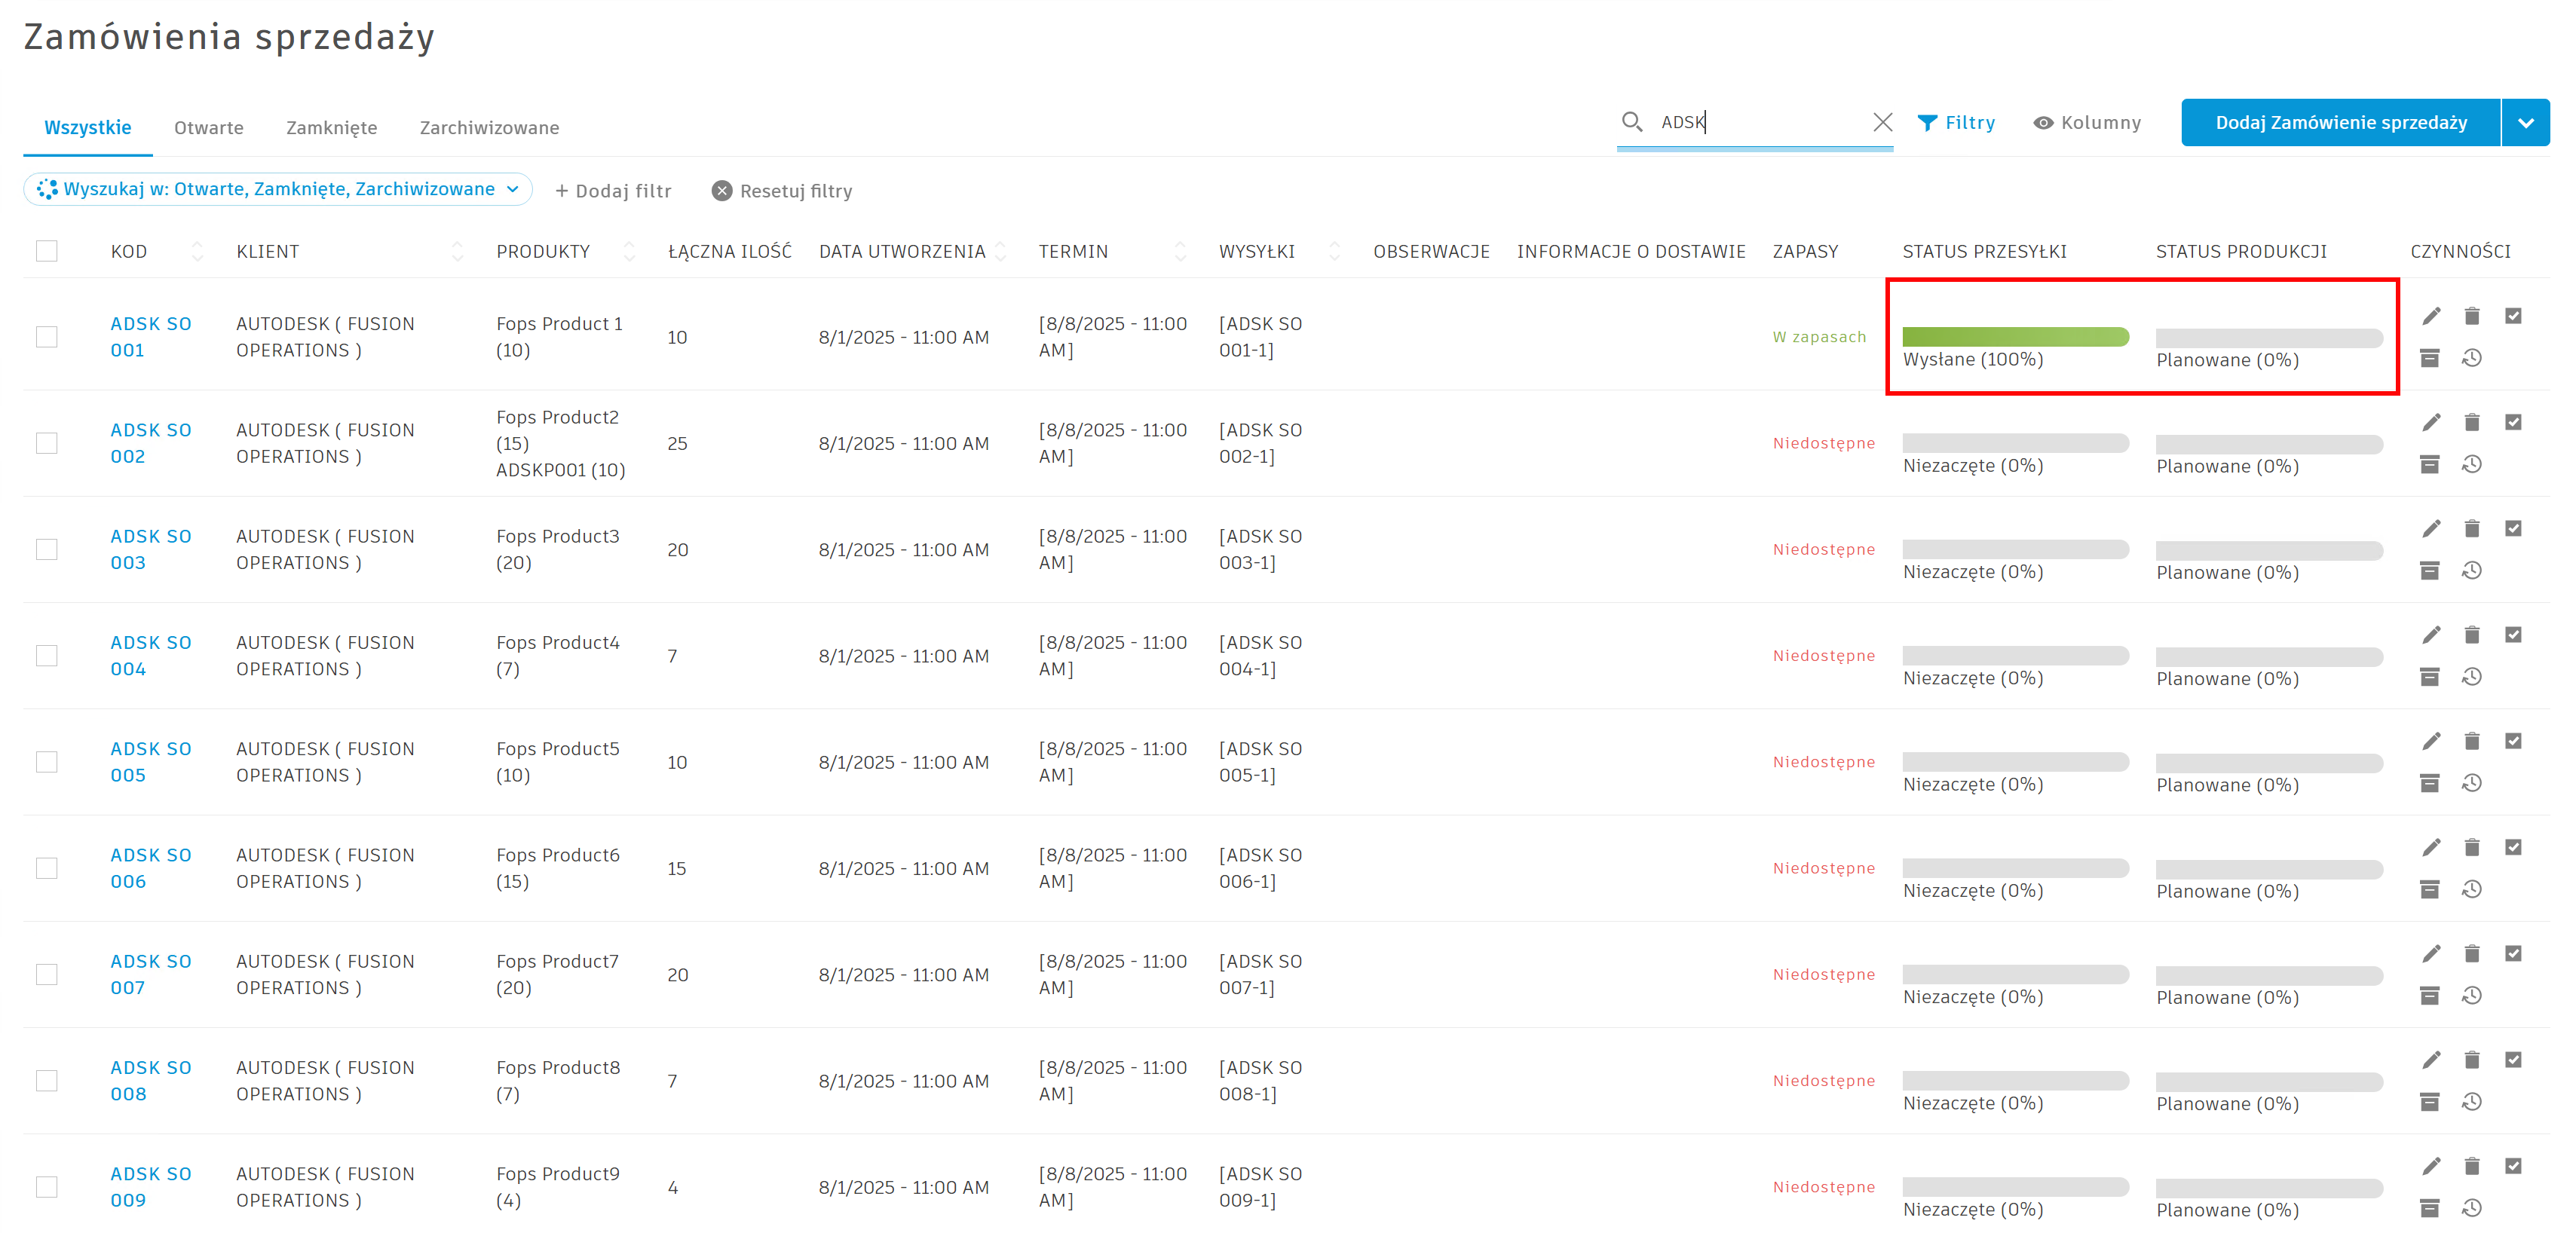 Zamówienia sprzedaży
Wszystkie Otwarte Zamknięte Zarchiwizowane ADSK Filtry Kolumny Dodaj Zamówienie sprzedaży
Wyszukaj w: Otwarte, Zamknięte, Zarchiwizowane + Dodaj filtr Resetuj filtry
KOD KLIENT PRODUKTY ŁĄCZNA ILOŚĆ DATA UTWORZENIA TERMIN WYSYŁKI OBSERWACJE INFORMACJE O DOSTAWIE ZAPASY STATUS PRZESYŁKI STATUS PRODUKCJI CZYNNOŚCI
ADSK SO AUTODESK ( FUSION Fops Product 1 [8/8/2025 - 11:00 [ADSK SO
10 8/1/2025 - 11:00 AM W zapasach
001 OPERATIONS ) (10) AM] 001-1] Wysłane (100%) Planowane (0%)
Fops Product2
ADSK SO AUTODESK ( FUSION [8/8/2025 - 11:00 [ADSK SO
(15) 25 8/1/2025 - 11:00 AM Niedostępne
002 OPERATIONS ) AM] 002-1] Niezaczęte (0%) Planowane (0%)
ADSKP001 (10)
ADSK SO AUTODESK ( FUSION Fops Product3 [8/8/2025 - 11:00 [ADSK SO
20 8/1/2025 - 11:00 AM Niedostępne
003 OPERATIONS ) (20) AM] 003-1] Niezaczęte (0%) Planowane (0%)
ADSK SO AUTODESK ( FUSION Fops Product4 [8/8/2025 - 11:00 [ADSK SO
7 8/1/2025 - 11:00 AM Niedostępne
004 OPERATIONS ) (7) AM] 004-1] Niezaczęte (0%) Planowane (0%)
ADSK SO AUTODESK ( FUSION Fops Product5 [8/8/2025 - 11:00 [ADSK SO
10 8/1/2025 - 11:00 AM Niedostępne
005 OPERATIONS ) (10) AM] 005-1] Niezaczęte (0%) Planowane (0%)
ADSK SO AUTODESK ( FUSION Fops Product6 [8/8/2025 - 11:00 [ADSK SO
15 8/1/2025 - 11:00 AM Niedostępne
006 OPERATIONS ) (15) AM] 006-1] Niezaczęte (0%) Planowane (0%)
ADSK SO AUTODESK ( FUSION Fops Product7 [8/8/2025 - 11:00 [ADSK SO
20 8/1/2025 - 11:00 AM Niedostępne
007 OPERATIONS ) (20) AM] 007-1] Niezaczęte (0%) Planowane (0%)
ADSK SO AUTODESK ( FUSION Fops Product8 [8/8/2025 - 11:00 [ADSK SO
7 8/1/2025 - 11:00 AM Niedostępne
008 OPERATIONS ) (7) AM] 008-1] Niezaczęte (0%) Planowane (0%)
ADSK SO AUTODESK ( FUSION Fops Product9 [8/8/2025 - 11:00 [ADSK SO
4 8/1/2025 - 11:00 AM Niedostępne
009 OPERATIONS ) (4) AM] 009-1] Niezaczęte (0%) Planowane (0%)